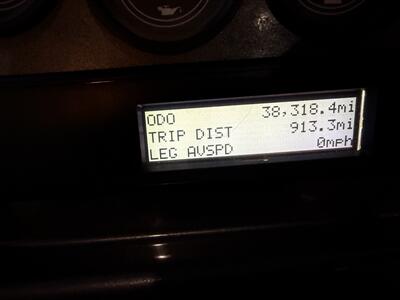 ODO 38,318.4mi
TRIP DIST 913.3mi
LEG AVSPD 0mph